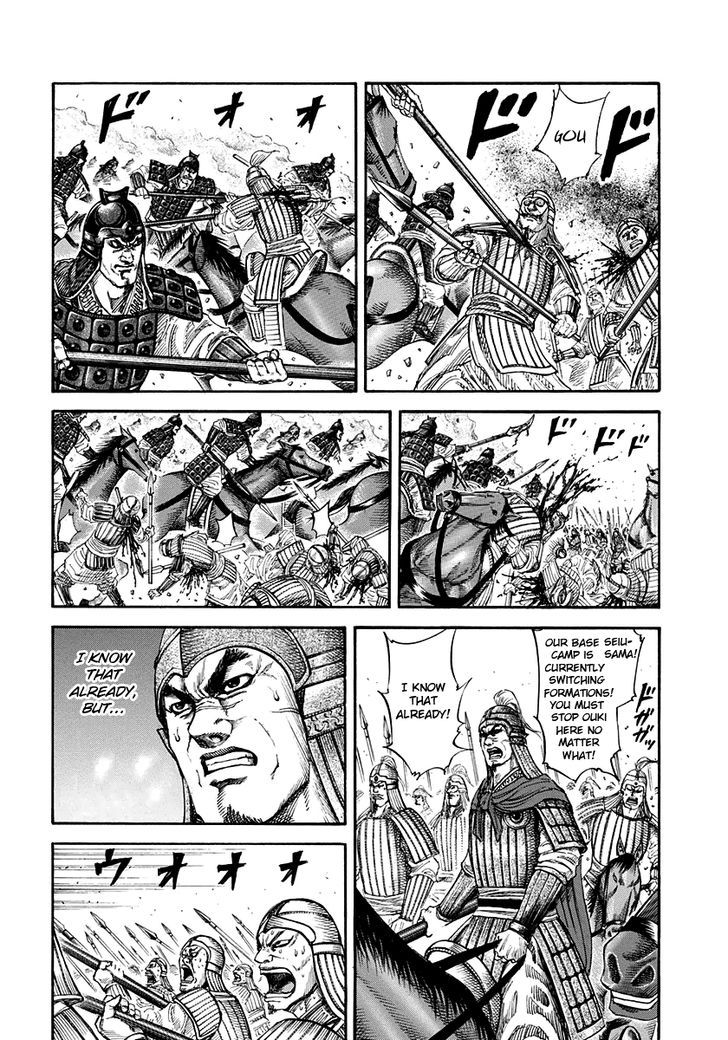 GOU
ドド
ドオオ
ドドド
ドガガッ
SEIU-
SAMA!
OUR BASE
CAMP IS
CURRENTLY
SWITCHING
FORMATIONS!
YOU MUST
STOP OUKI
HERE NO
MATTER
WHAT!
I KNOW
THAT
ALREADY!
I KNOW
THAT
ALREADY,
BUT...
ウオオオ